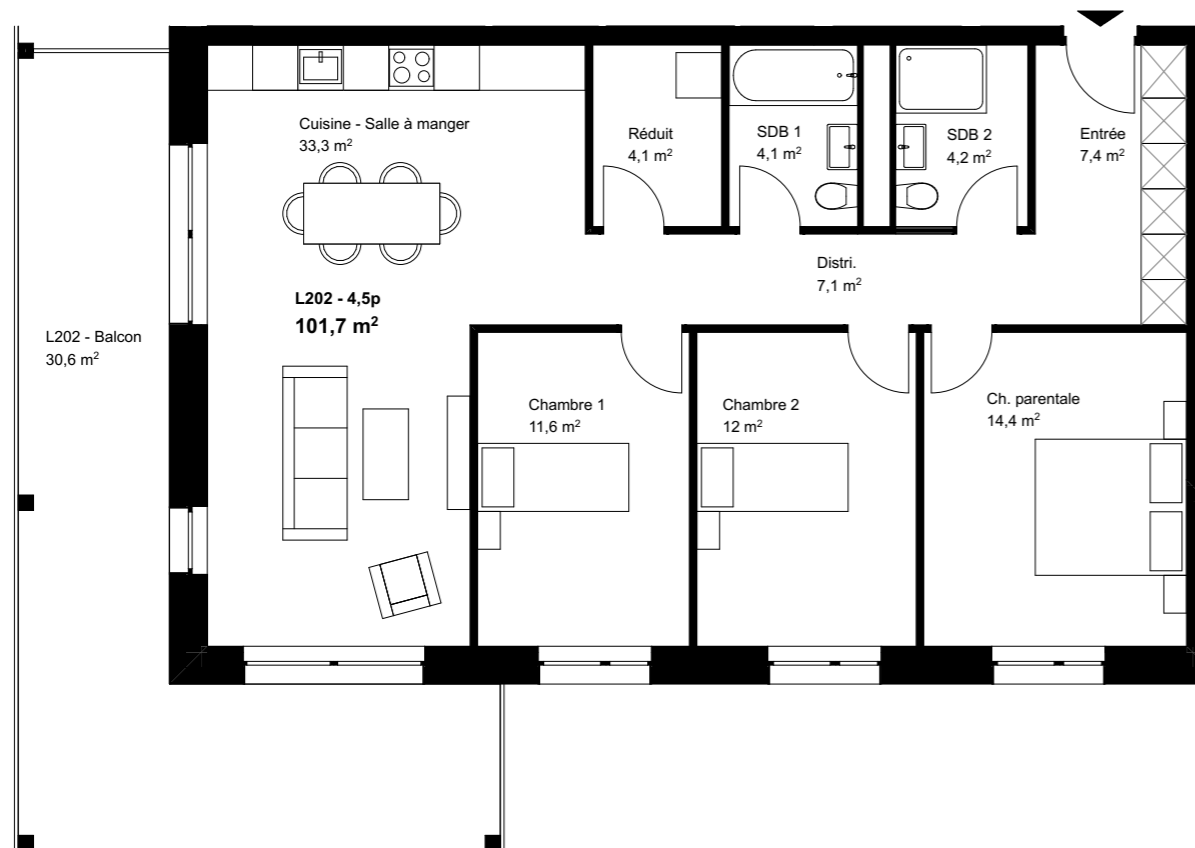 Cuisine - Salle à manger
33,3 m²
Réduit
4,1 m²
SDB 1
4,1 m²
SDB 2
4,2 m²
Entrée
7,4 m²
Distri.
7,1 m²
L202 - 4,5p
101,7 m²
L202 - Balcon
30,6 m²
Chambre 1
11,6 m²
Chambre 2
12 m²
Ch. parentale
14,4 m²